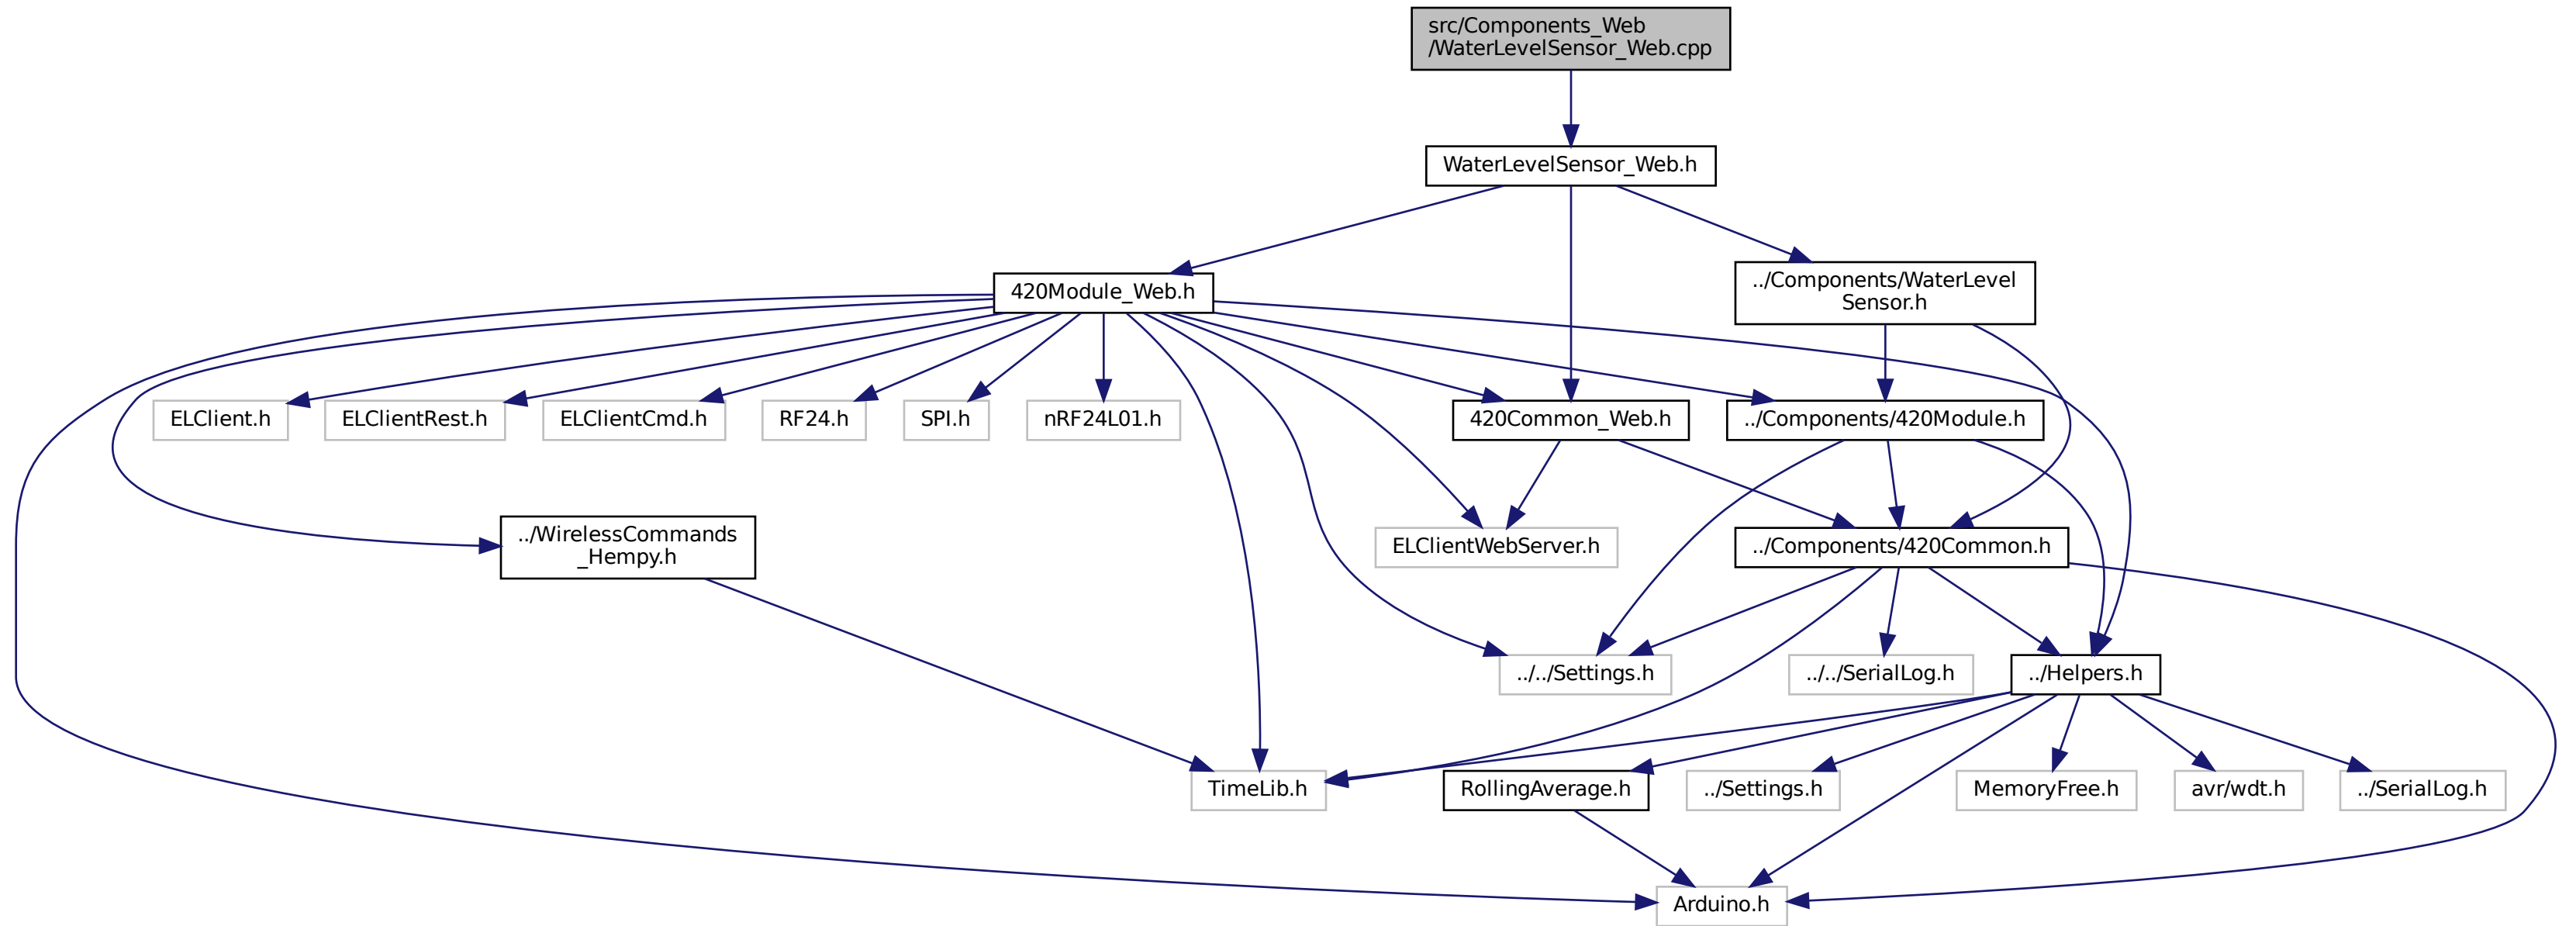 src/Components_Web
/WaterLevelSensor_Web.cpp
WaterLevelSensor_Web.h
420Module_Web.h
../Components/WaterLevel
Sensor.h
ELClient.h
ELClientRest.h
ELClientCmd.h
RF24.h
SPI.h
nRF24L01.h
420Common_Web.h
../Components/420Module.h
../WirelessCommands
_Hempy.h
ELClientWebServer.h
../Components/420Common.h
../../Settings.h
../../SerialLog.h
../Helpers.h
TimeLib.h
RollingAverage.h
../Settings.h
MemoryFree.h
avr/wdt.h
../SerialLog.h
Arduino.h